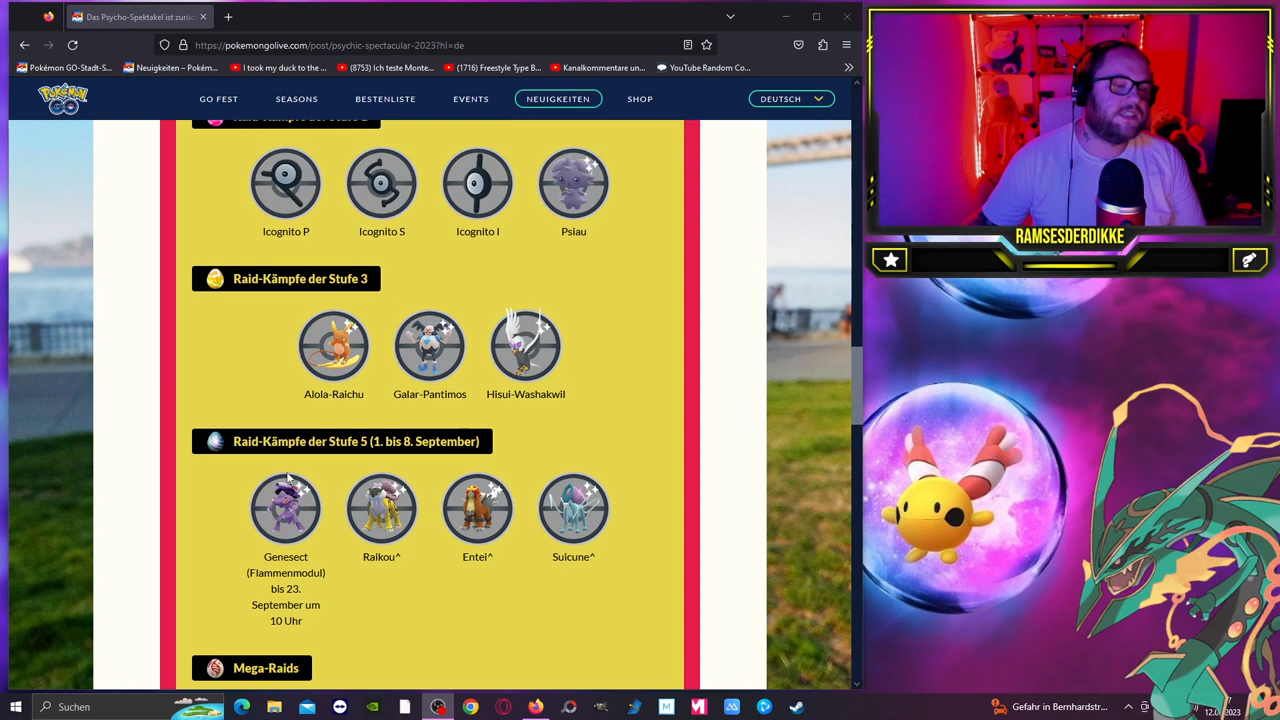 Das Psycho-Spektakel ist zurüc
https://pokemongolive.com/post/psychic-spectacular-2023?hl=de
Pokémon GO-Stadt-S...
Neuigkeiten – Pokém...
I took my duck to the ...
(8753) Ich teste Monte...
(1716) Freestyle Type B...
Kanalkommentare un...
YouTube Random Co...
POKÉMON GO
GO FEST
SEASONS
BESTENLISTE
EVENTS
NEUIGKEITEN
SHOP
DEUTSCH
Icognito P
Icognito S
Icognito I
Psiau
Raid-Kämpfe der Stufe 3
Alola-Raichu
Galar-Pantimos
Hisui-Washakwil
Raid-Kämpfe der Stufe 5 (1. bis 8. September)
Genesect
(Flammenmodul)
bis 23.
September um
10 Uhr
Raikou^
Entei^
Suicune^
Mega-Raids
RAMSESDERDIKKE
Suchen
Gefahr in Bernhardstr...